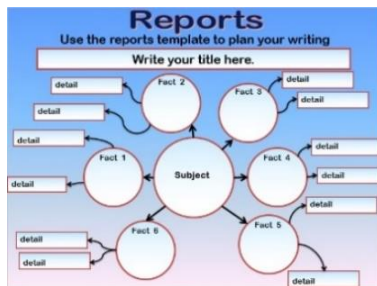 Reports
Use the reports template to plan your writing
Write your title here.
Fact 2
Fact 3
detail
detail
detail
detail
detail
Fact 1
Fact 4
detail
Subject
detail
detail
Fact 6
Fact 5
detail
detail
detail
detail